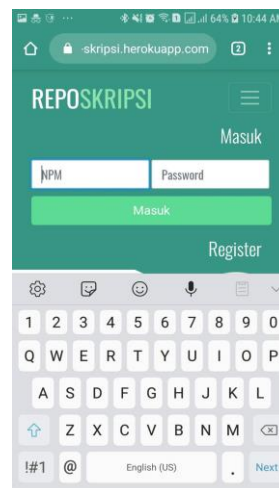 64% 10:44 AM
-skripsi.herokuapp.com 2
REPOSKRIPSI
Masuk
NPM Password
Masuk
Register
1 2 3 4 5 6 7 8 9 0
Q W E R T Y U I O P
A S D F G H J K L
Z X C V B N M
!#1 @ English (US) . Next